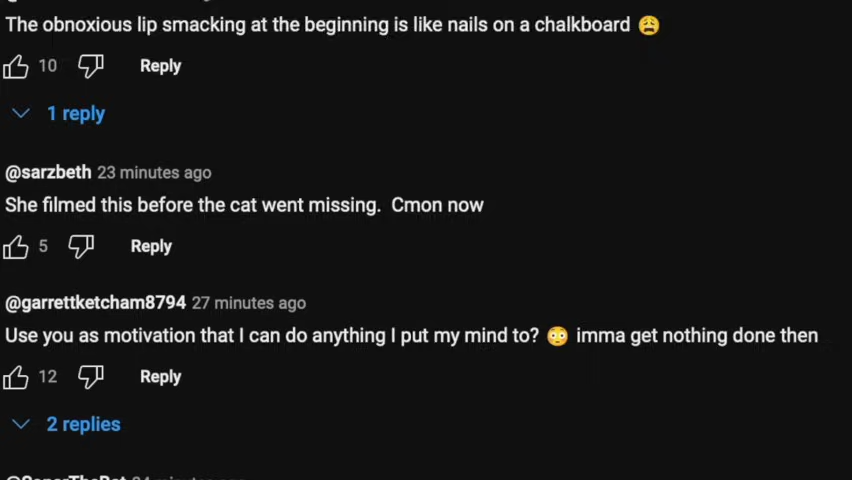 The obnoxious lip smacking at the beginning is like nails on a chalkboard 😩
10 Reply
1 reply
@sarzbeth 23 minutes ago
She filmed this before the cat went missing.  Cmon now
5 Reply
@garrettketcham8794 27 minutes ago
Use you as motivation that I can do anything I put my mind to? 😳 imma get nothing done then
12 Reply
2 replies